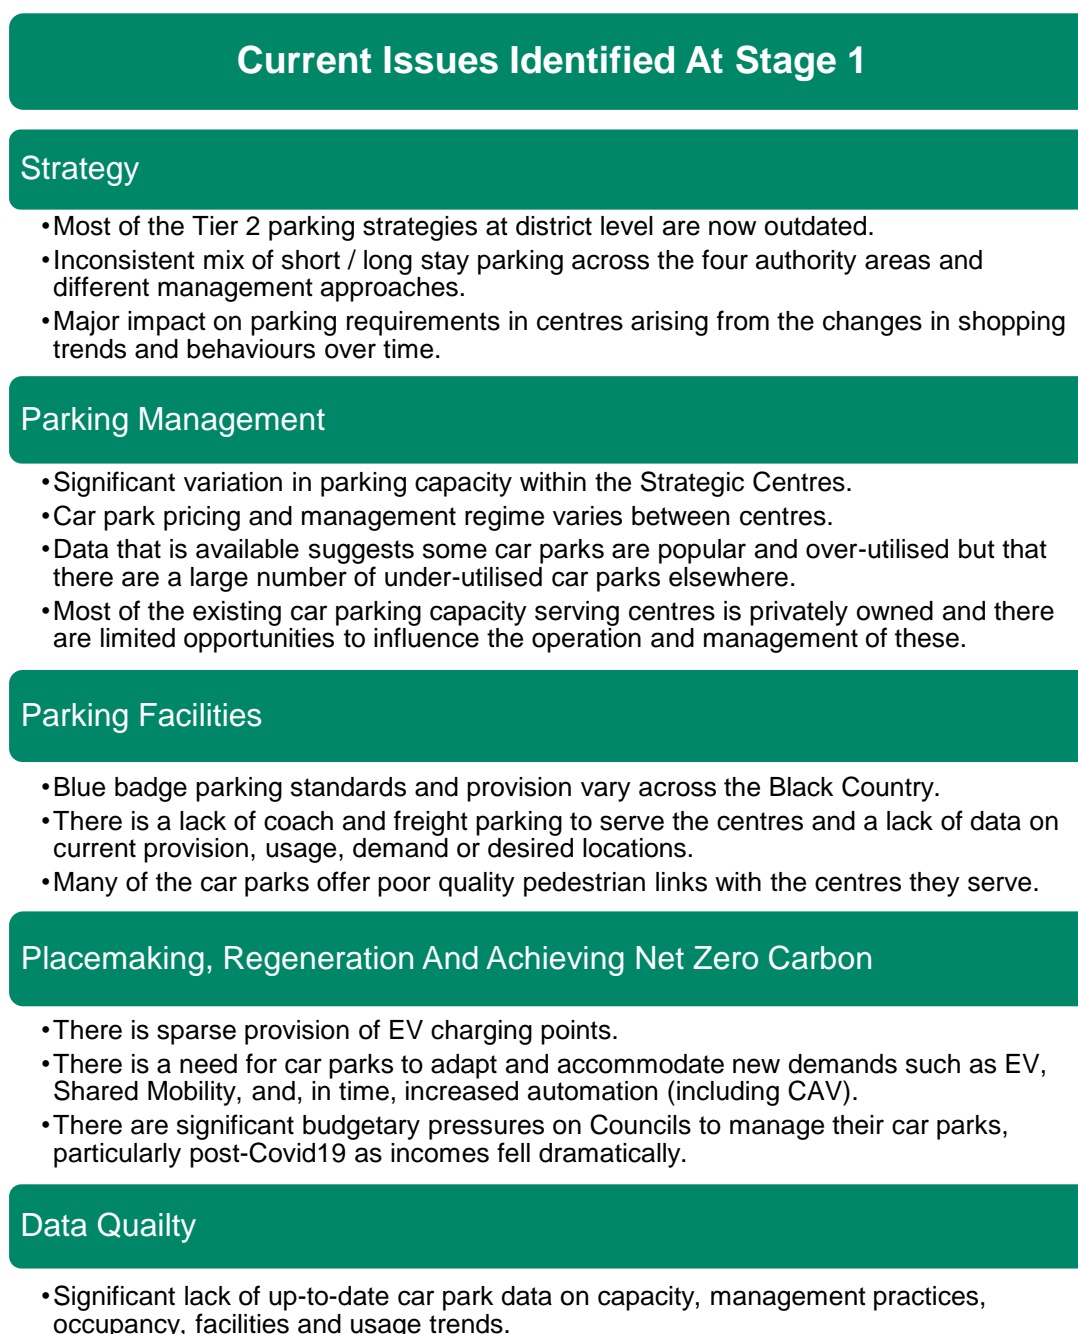 Current Issues Identified At Stage 1
Strategy
•Most of the Tier 2 parking strategies at district level are now outdated.
•Inconsistent mix of short / long stay parking across the four authority areas and
different management approaches.
•Major impact on parking requirements in centres arising from the changes in shopping
trends and behaviours over time.
Parking Management
•Significant variation in parking capacity within the Strategic Centres.
•Car park pricing and management regime varies between centres.
•Data that is available suggests some car parks are popular and over-utilised but that
there are a large number of under-utilised car parks elsewhere.
•Most of the existing car parking capacity serving centres is privately owned and there
are limited opportunities to influence the operation and management of these.
Parking Facilities
•Blue badge parking standards and provision vary across the Black Country.
•There is a lack of coach and freight parking to serve the centres and a lack of data on
current provision, usage, demand or desired locations.
•Many of the car parks offer poor quality pedestrian links with the centres they serve.
Placemaking, Regeneration And Achieving Net Zero Carbon
•There is sparse provision of EV charging points.
•There is a need for car parks to adapt and accommodate new demands such as EV,
Shared Mobility, and, in time, increased automation (including CAV).
•There are significant budgetary pressures on Councils to manage their car parks,
particularly post-Covid19 as incomes fell dramatically.
Data Quailty
•Significant lack of up-to-date car park data on capacity, management practices,
occupancy, facilities and usage trends.